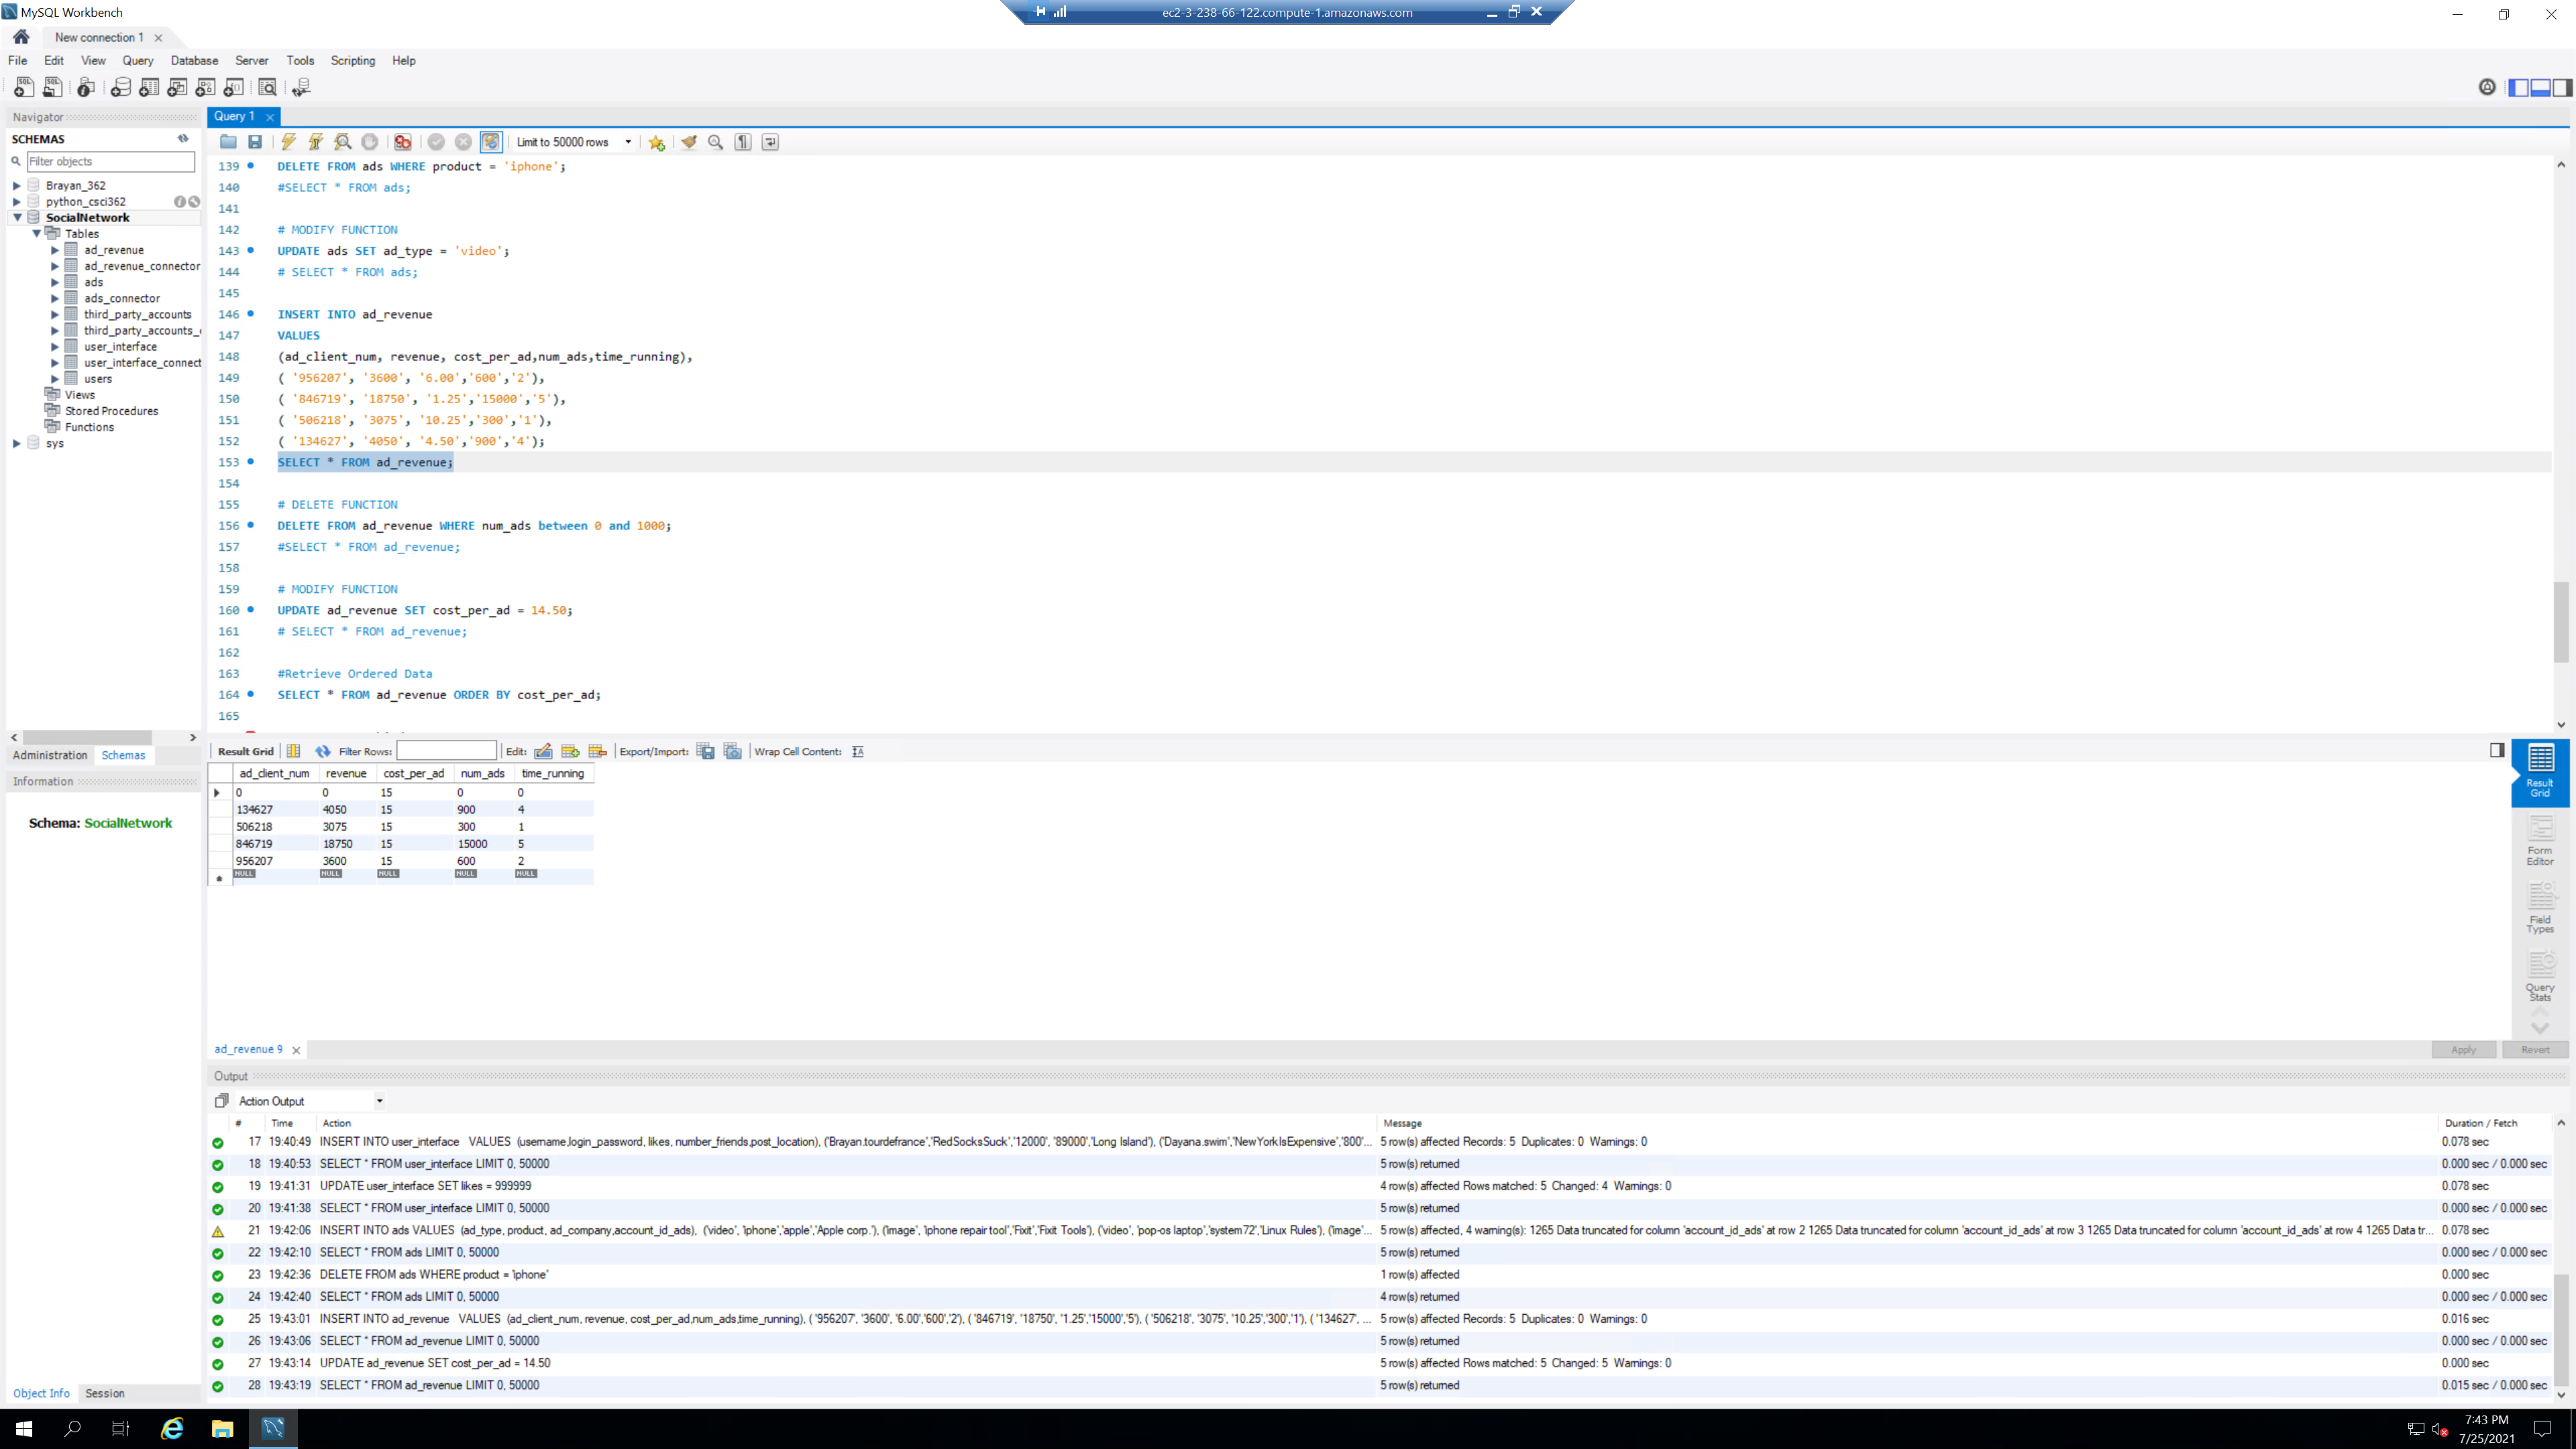 MySQL Workbench
ec2-3-238-66-122.compute-1.amazonaws.com
New connection 1
File Edit View Query Database Server Tools Scripting Help
Navigator
SCHEMAS
Filter objects
Brayan_362
python_csci362
SocialNetwork
Tables
ad_revenue
ad_revenue_connector
ads
ads_connector
third_party_accounts
third_party_accounts_
user_interface
user_interface_connect
users
Views
Stored Procedures
Functions
sys
Administration Schemas
Information
Schema: SocialNetwork
Object Info Session
Query 1
Limit to 50000 rows
139 DELETE FROM ads WHERE product = 'iphone';
140 #SELECT * FROM ads;
141
142 # MODIFY FUNCTION
143 UPDATE ads SET ad_type = 'video';
144 # SELECT * FROM ads;
145
146 INSERT INTO ad_revenue
147 VALUES
148 (ad_client_num, revenue, cost_per_ad,num_ads,time_running),
149 ( '956207', '3600', '6.00','600','2'),
150 ( '846719', '18750', '1.25','15000','5'),
151 ( '506218', '3075', '10.25','300','1'),
152 ( '134627', '4050', '4.50','900','4');
153 SELECT * FROM ad_revenue;
154
155 # DELETE FUNCTION
156 DELETE FROM ad_revenue WHERE num_ads between 0 and 1000;
157 #SELECT * FROM ad_revenue;
158
159 # MODIFY FUNCTION
160 UPDATE ad_revenue SET cost_per_ad = 14.50;
161 # SELECT * FROM ad_revenue;
162
163 #Retrieve Ordered Data
164 SELECT * FROM ad_revenue ORDER BY cost_per_ad;
165
Result Grid Filter Rows: Edit: Export/Import: Wrap Cell Content:
ad_client_num revenue cost_per_ad num_ads time_running
0 0 15 0 0
134627 4050 15 900 4
506218 3075 15 300 1
846719 18750 15 15000 5
956207 3600 15 600 2
NULL NULL NULL NULL NULL
Result Grid
Form Editor
Field Types
Query Stats
ad_revenue 9
Apply Revert
Output
Action Output
# Time Action Message Duration / Fetch
17 19:40:49 INSERT INTO user_interface VALUES (username,login_password, likes, number_friends,post_location), ('Brayan.tourdefrance','RedSocksSuck','12000', '89000','Long Island'), ('Dayana.swim','NewYorkIsExpensive','800'... 5 row(s) affected Records: 5 Duplicates: 0 Warnings: 0 0.078 sec
18 19:40:53 SELECT * FROM user_interface LIMIT 0, 50000 5 row(s) returned 0.000 sec / 0.000 sec
19 19:41:31 UPDATE user_interface SET likes = 999999 4 row(s) affected Rows matched: 5 Changed: 4 Warnings: 0 0.078 sec
20 19:41:38 SELECT * FROM user_interface LIMIT 0, 50000 5 row(s) returned 0.000 sec / 0.000 sec
21 19:42:06 INSERT INTO ads VALUES (ad_type, product, ad_company,account_id_ads), ('video', 'iphone','apple','Apple corp.'), ('Image', 'iphone repair tool','Fixit','Fixit Tools'), ('video', 'pop-os laptop','system72','Linux Rules'), ('Image'... 5 row(s) affected, 4 warning(s): 1265 Data truncated for column 'account_id_ads' at row 2 1265 Data truncated for column 'account_id_ads' at row 3 1265 Data truncated for column 'account_id_ads' at row 4 1265 Data tr... 0.078 sec
22 19:42:10 SELECT * FROM ads LIMIT 0, 50000 5 row(s) returned 0.000 sec / 0.000 sec
23 19:42:36 DELETE FROM ads WHERE product = 'iphone' 1 row(s) affected 0.000 sec
24 19:42:40 SELECT * FROM ads LIMIT 0, 50000 4 row(s) returned 0.000 sec / 0.000 sec
25 19:43:01 INSERT INTO ad_revenue VALUES (ad_client_num, revenue, cost_per_ad,num_ads,time_running), ( '956207', '3600', '6.00','600','2'), ( '846719', '18750', '1.25','15000','5'), ( '506218', '3075', '10.25','300','1'), ( '134627', ... 5 row(s) affected Records: 5 Duplicates: 0 Warnings: 0 0.016 sec
26 19:43:06 SELECT * FROM ad_revenue LIMIT 0, 50000 5 row(s) returned 0.000 sec / 0.000 sec
27 19:43:14 UPDATE ad_revenue SET cost_per_ad = 14.50 5 row(s) affected Rows matched: 5 Changed: 5 Warnings: 0 0.000 sec
28 19:43:19 SELECT * FROM ad_revenue LIMIT 0, 50000 5 row(s) returned 0.015 sec / 0.000 sec
7:43 PM
7/25/2021